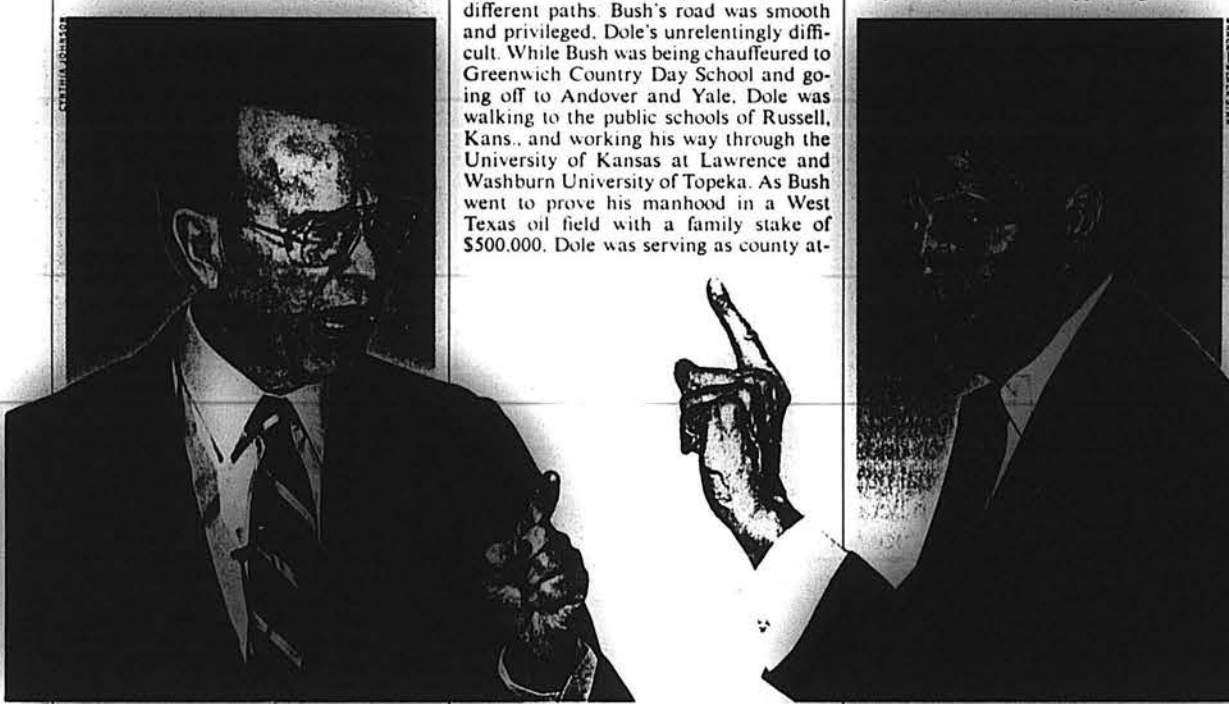 different paths. Bush's road was smooth
and privileged, Dole's unrelentingly diffi-
cult. While Bush was being chauffeured to
Greenwich Country Day School and go-
ing off to Andover and Yale, Dole was
walking to the public schools of Russell,
Kans., and working his way through the
University of Kansas at Lawrence and
Washburn University of Topeka. As Bush
went to prove his manhood in a West
Texas oil field with a family stake of
$500,000, Dole was serving as county at-
CYNTHIA JOHNSON